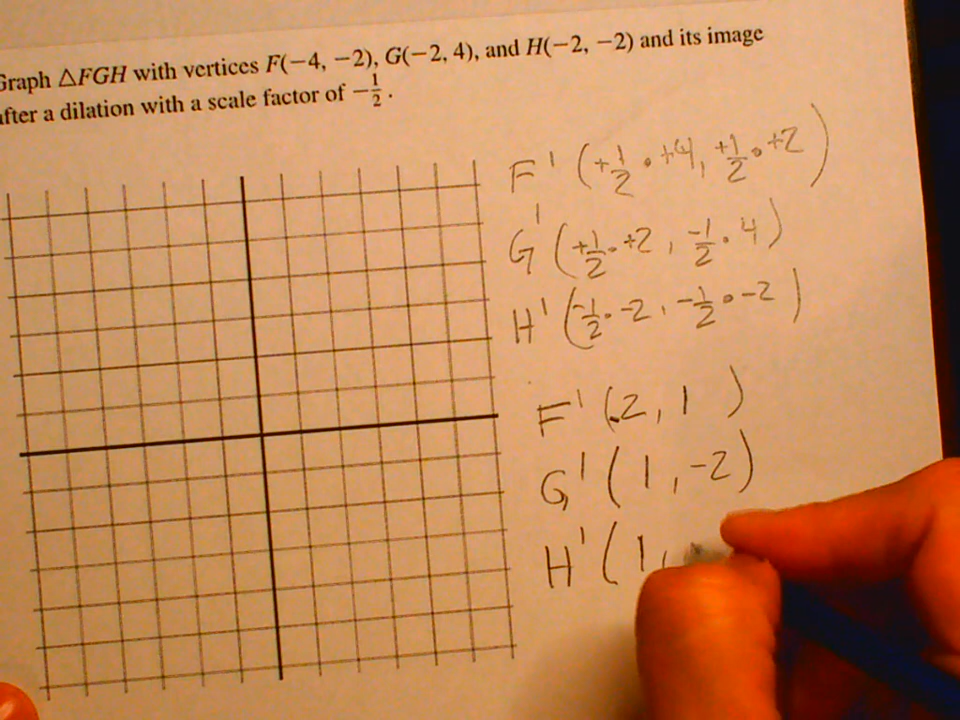 Graph △FGH with vertices F(−4, −2), G(−2, 4), and H(−2, −2) and its image
after a dilation with a scale factor of −1/2.
F' (+1/2 · +4, +1/2 · +2)
G' (+1/2 · +2, -1/2 · 4)
H' (-1/2 · -2, -1/2 · -2)
F' (2, 1)
G' (1, -2)
H' (1,